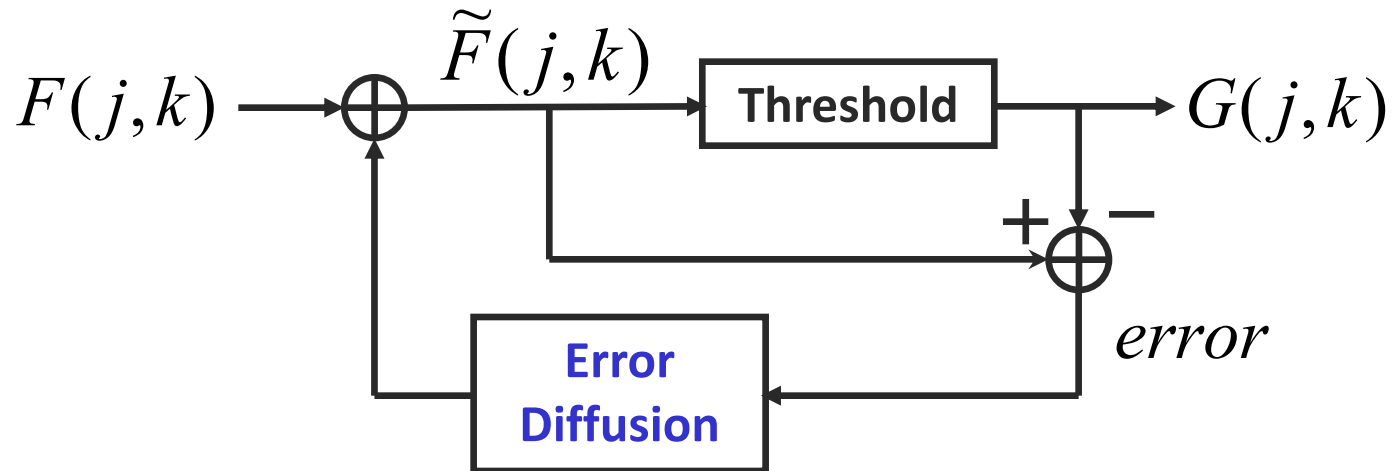 F̃(j,k)
F(j,k)
Threshold
G(j,k)
+
−
error
Error
Diffusion